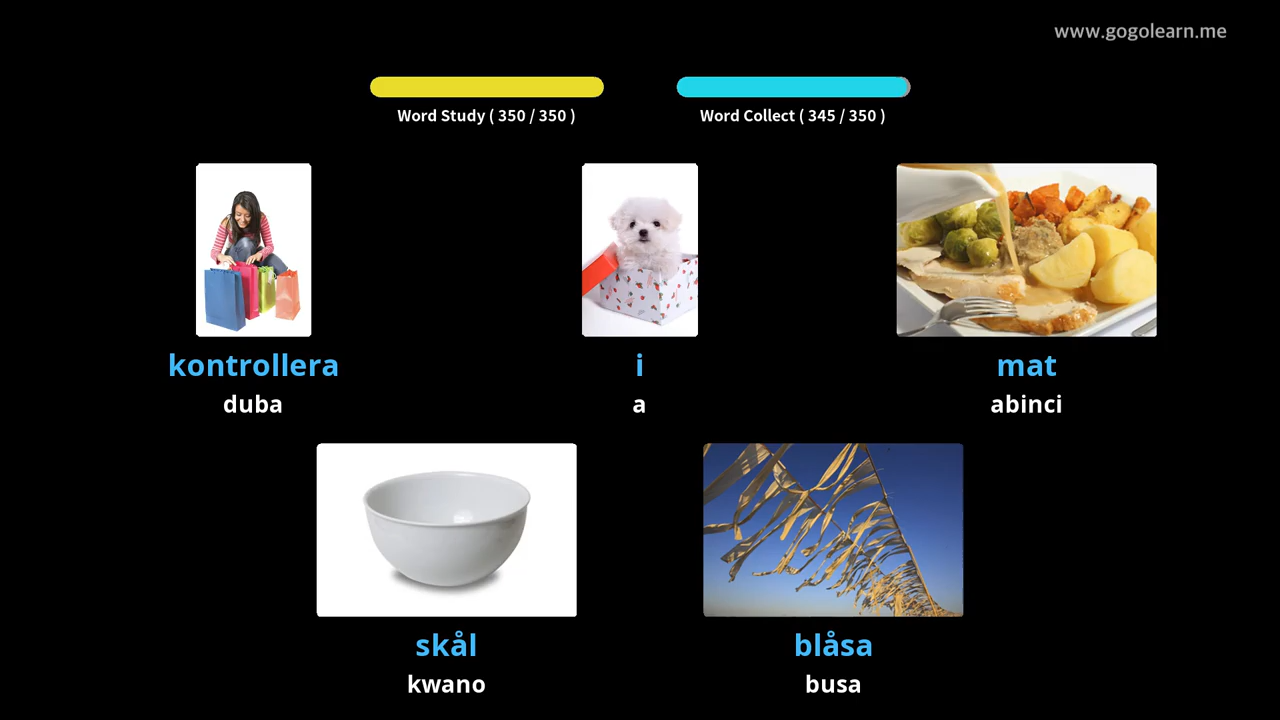 www.gogolearn.me
Word Study ( 350 / 350 )
Word Collect ( 345 / 350 )
kontrollera
duba
i
a
mat
abinci
skål
kwano
blåsa
busa